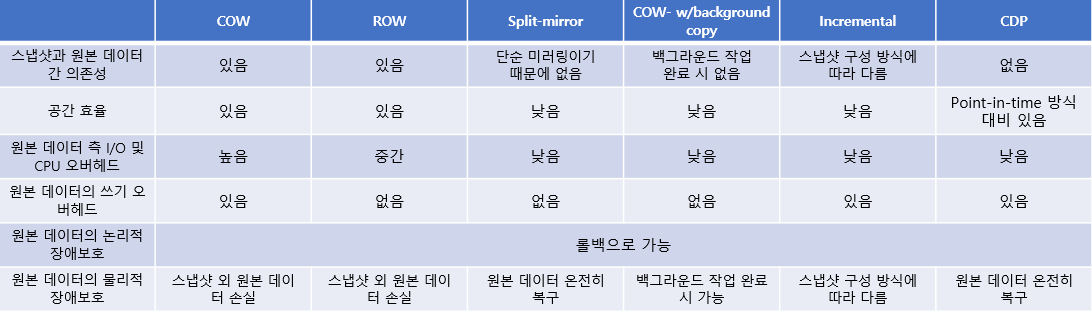 COW ROW Split-mirror COW- w/background copy Incremental CDP
스냅샷과 원본 데이터 간 의존성 있음 있음 단순 미러링이기 때문에 없음 백그라운드 작업 완료 시 없음 스냅샷 구성 방식에 따라 다름 없음
공간 효율 있음 있음 낮음 낮음 낮음 Point-in-time 방식 대비 있음
원본 데이터 측 I/O 및 CPU 오버헤드 높음 중간 낮음 낮음 낮음 낮음
원본 데이터의 쓰기 오버헤드 있음 없음 없음 없음 있음 있음
원본 데이터의 논리적 장애보호 롤백으로 가능
원본 데이터의 물리적 장애보호 스냅샷 외 원본 데이터 손실 스냅샷 외 원본 데이터 손실 원본 데이터 온전히 복구 백그라운드 작업 완료 시 가능 스냅샷 구성 방식에 따라 다름 원본 데이터 온전히 복구